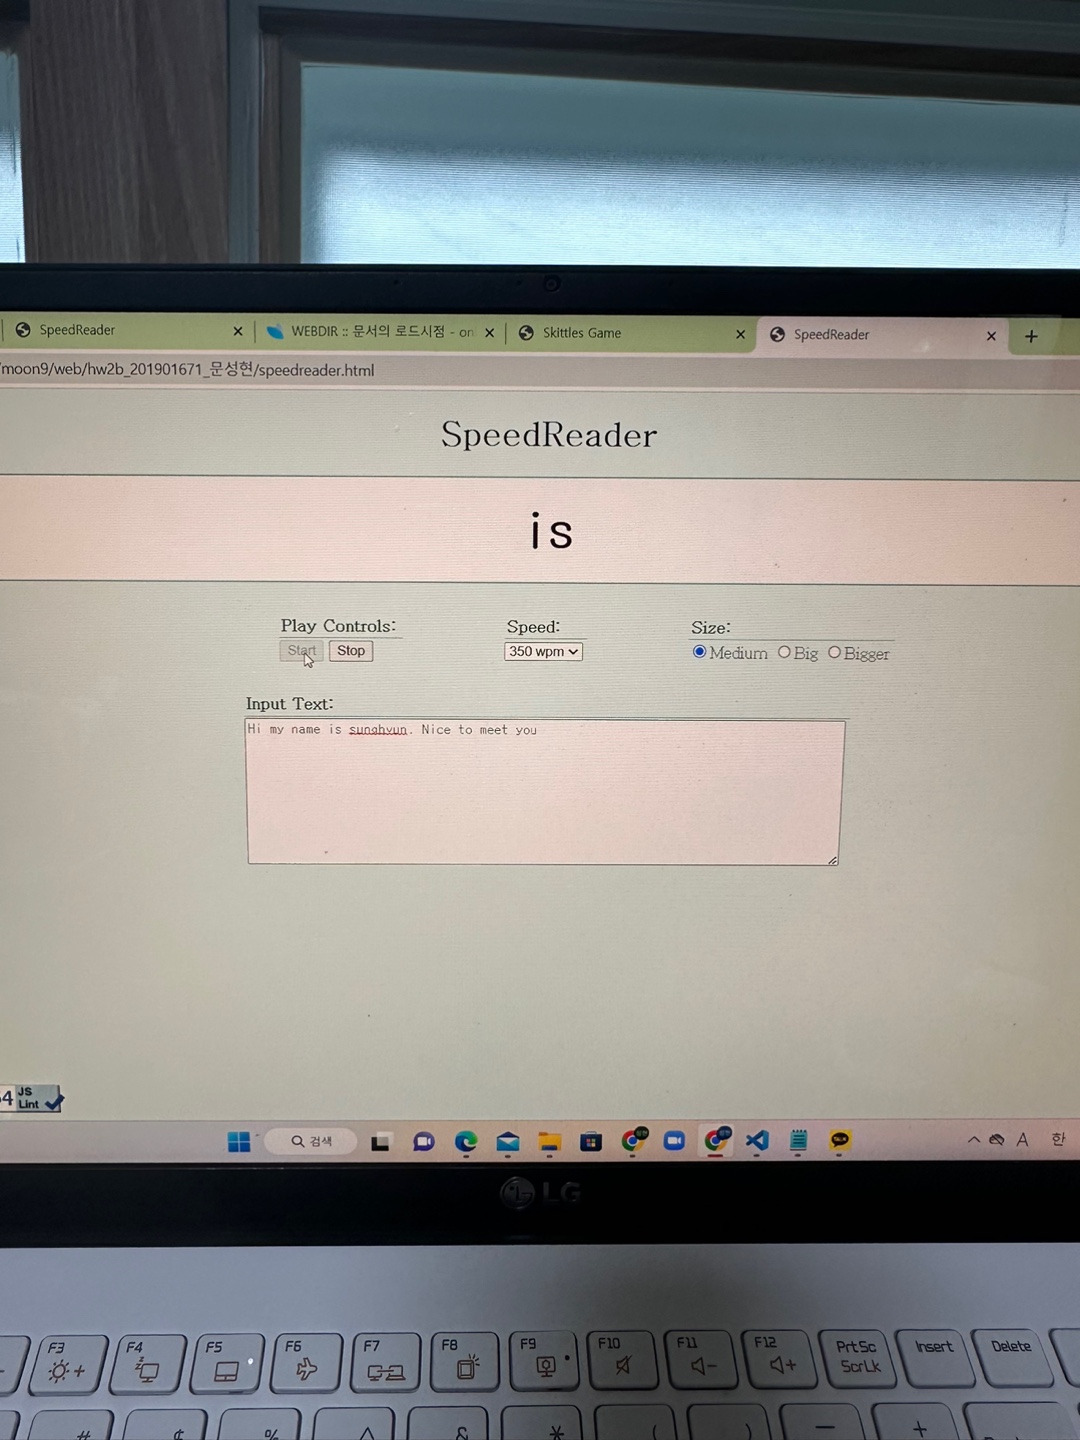 SpeedReader
WEBDIR :: 문서의 로드시점 - on
Skittles Game
SpeedReader
/moon9/web/hw2b_201901671_문성현/speedreader.html
SpeedReader
is
Play Controls:
Speed:
Size:
Start
Stop
350 wpm
Medium
Big
Bigger
Input Text:
Hi my name is sunghyun. Nice to meet you
4
JS
Lint
검색
A
한
LG
F3
F4
F5
F6
F7
F8
F9
F10
F11
F12
PrtSc
ScrLk
Insert
Delete